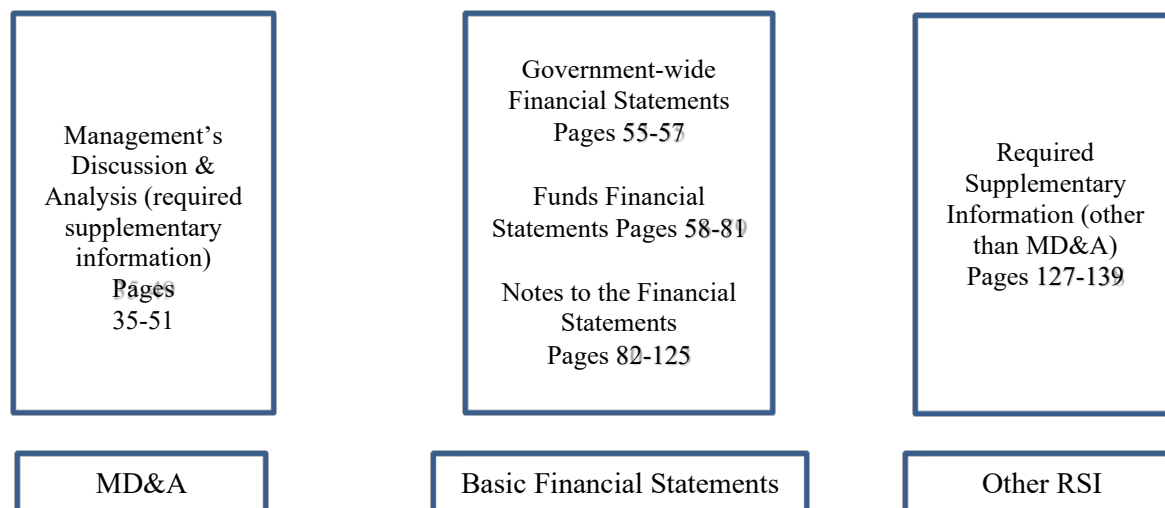 Management’s
Discussion &
Analysis (required
supplementary
information)
Pages
35-51
Government-wide
Financial Statements
Pages 55-57
Funds Financial
Statements Pages 58-81
Notes to the Financial
Statements
Pages 82-125
Required
Supplementary
Information (other
than MD&A)
Pages 127-139
MD&A
Basic Financial Statements
Other RSI